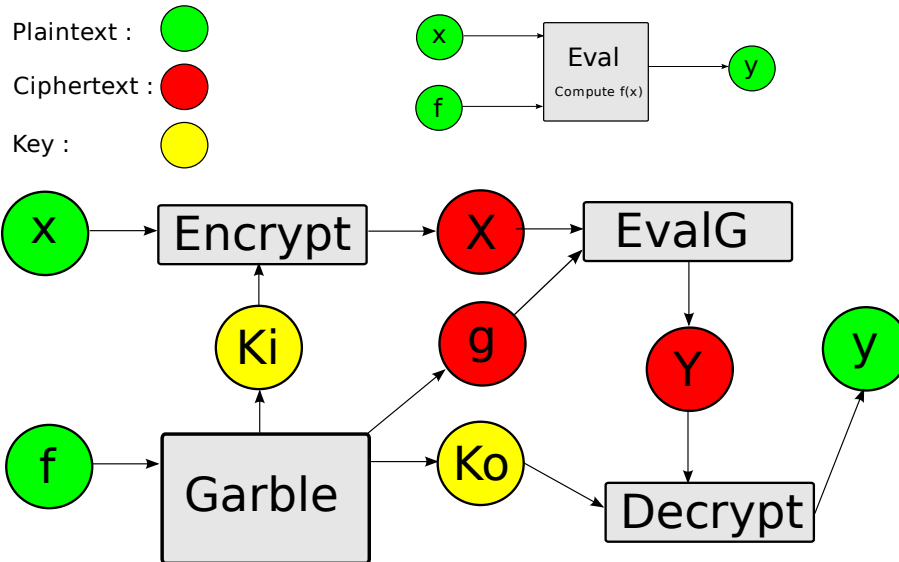 Plaintext :
Ciphertext :
Key :
x
f
Eval
Compute f(x)
y
x
Encrypt
X
EvalG
Ki
g
Y
y
f
Garble
Ko
Decrypt